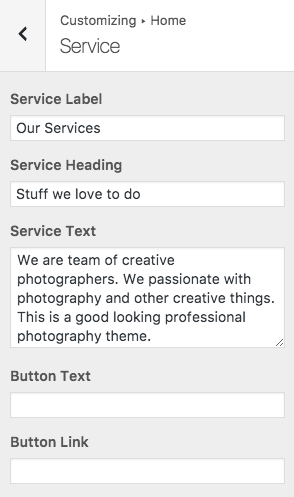 Customizing ▸ Home
Service
Service Label
Our Services
Service Heading
Stuff we love to do
Service Text
We are team of creative
photographers. We passionate with
photography and other creative things.
This is a good looking professional
photography theme.
Button Text
Button Link